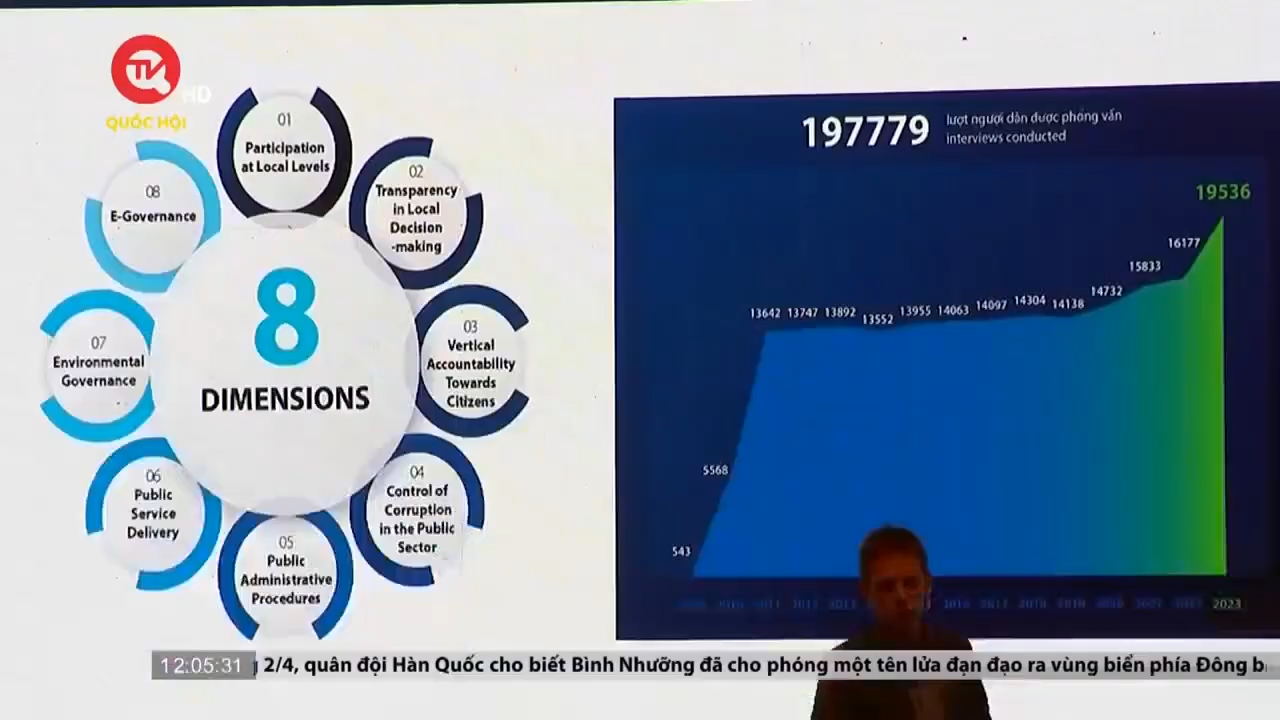 TV
HD
QUỐC HỘI
01
Participation
at Local Levels
02
Transparency
in Local
Decision
-making
03
Vertical
Accountability
Towards
Citizens
04
Control of
Corruption
in the Public
Sector
05
Public
Administrative
Procedures
06
Public
Service
Delivery
07
Environmental
Governance
08
E-Governance
8
DIMENSIONS
197779
lượt người dân được phỏng vấn
interviews conducted
543
5568
13642
13747
13892
13552
13955
14063
14097
14304
14138
14732
15833
16177
19536
2023
12:05:31
2/4, quân đội Hàn Quốc cho biết Bình Nhưỡng đã cho phóng một tên lửa đạn đạo ra vùng biển phía Đông